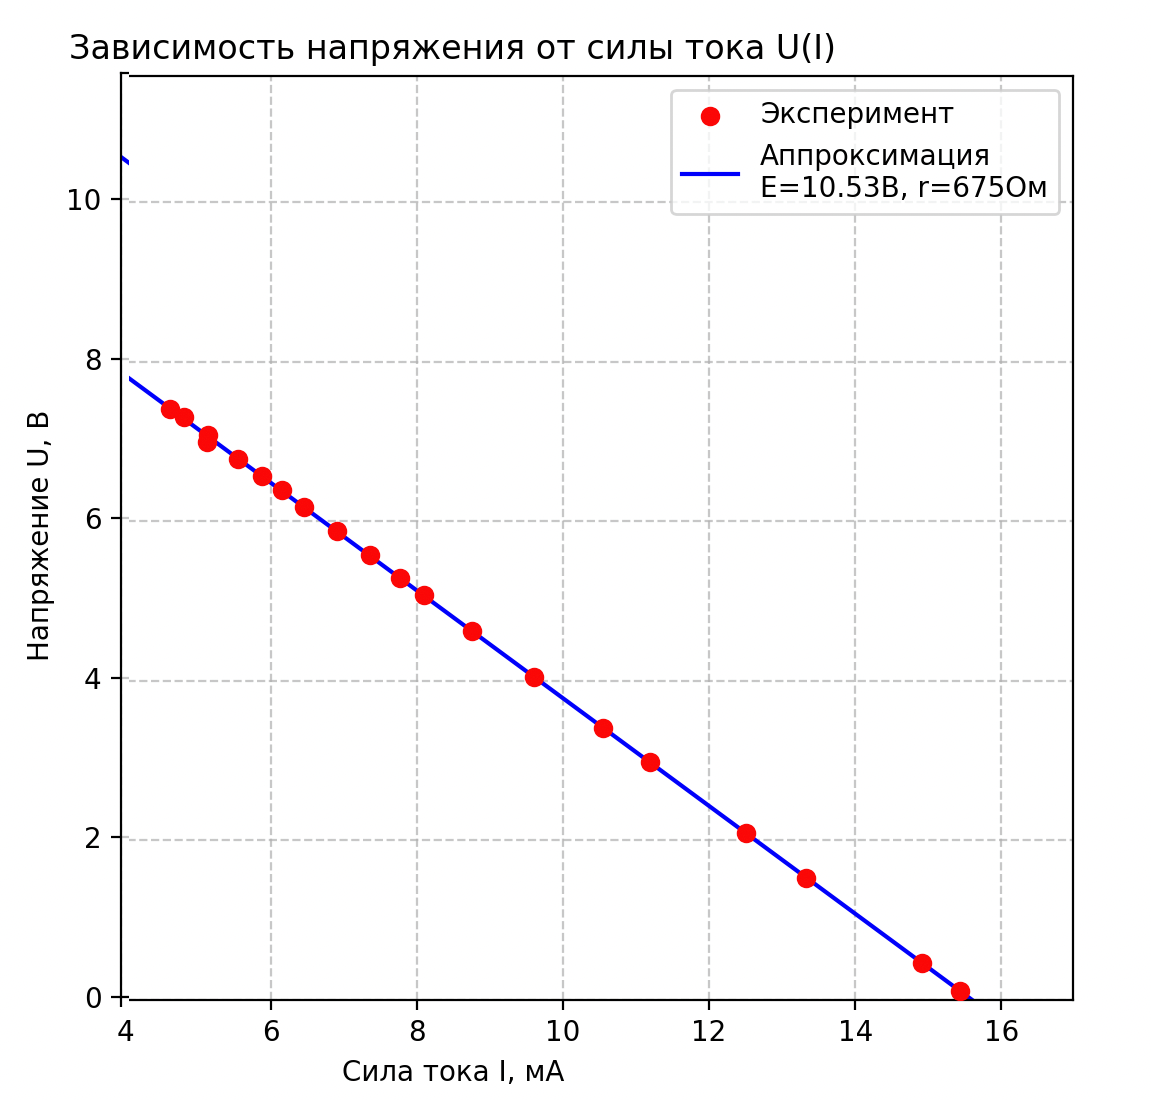 Зависимость напряжения от силы тока U(I)
Эксперимент
Аппроксимация
E=10.53В, r=675Ом
10
8
6
4
2
0
Напряжение U, В
4
6
8
10
12
14
16
Сила тока I, мА